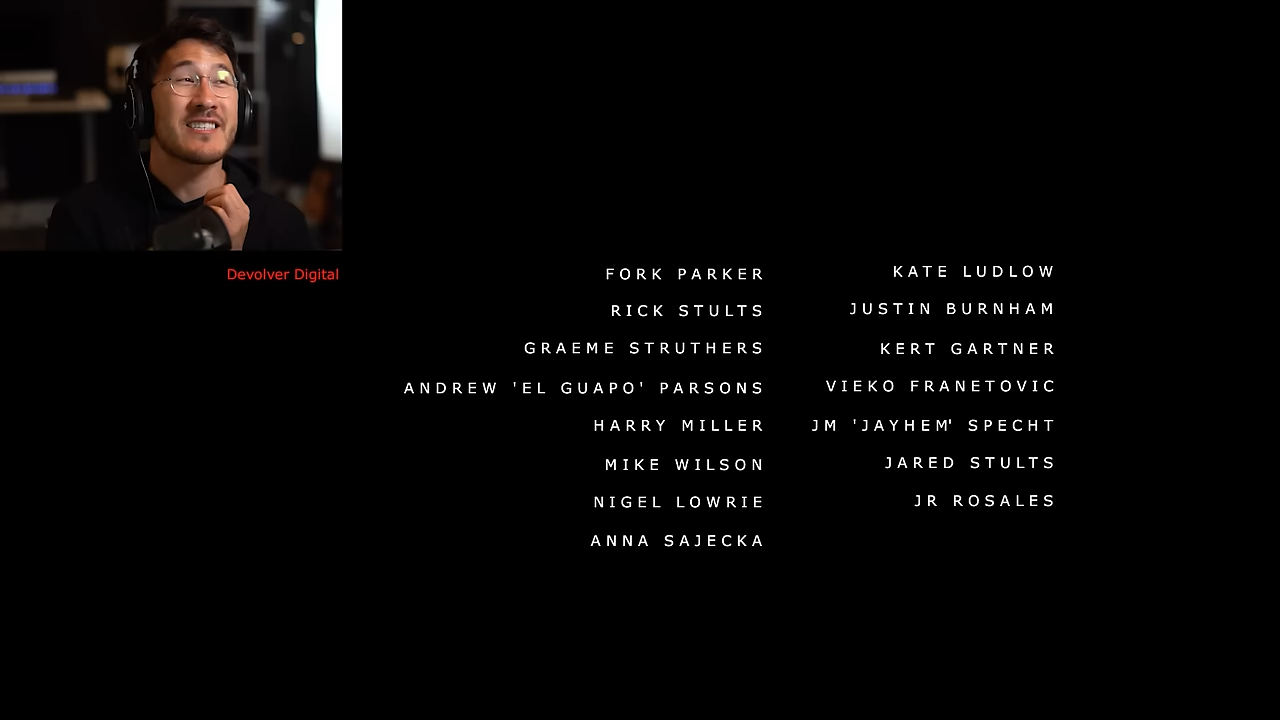 Devolver Digital
FORK PARKER
RICK STULTS
GRAEME STRUTHERS
ANDREW 'EL GUAPO' PARSONS
HARRY MILLER
MIKE WILSON
NIGEL LOWRIE
ANNA SAJECKA
KATE LUDLOW
JUSTIN BURNHAM
KERT GARTNER
VIEKO FRANETOVIC
JM 'JAYHEM' SPECHT
JARED STULTS
JR ROSALES